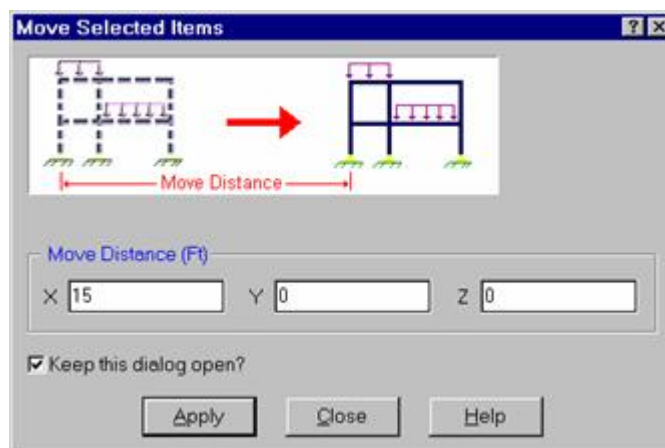 Move Selected Items
Move Distance
Move Distance (Ft)
X 15 Y 0 Z 0
Keep this dialog open?
Apply Close Help